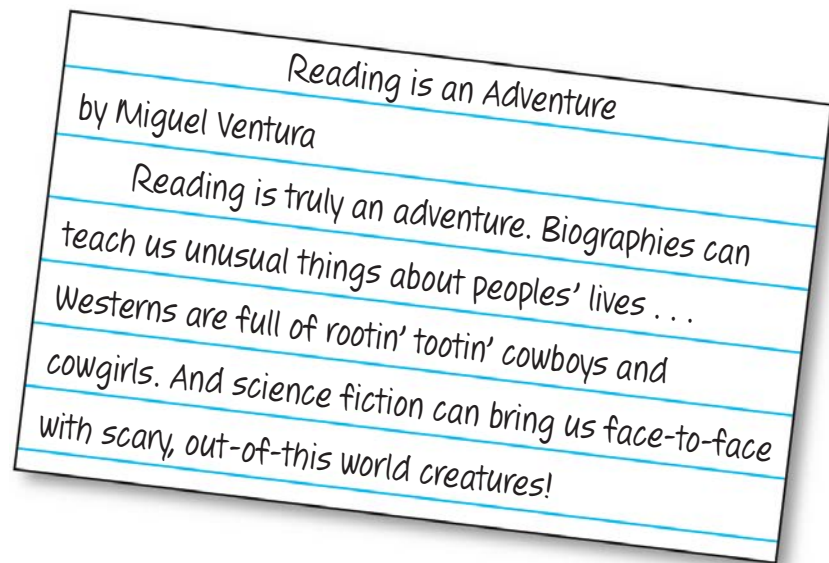 Reading is an Adventure
by Miguel Ventura
Reading is truly an adventure. Biographies can
teach us unusual things about peoples' lives . . .
Westerns are full of rootin' tootin' cowboys and
cowgirls. And science fiction can bring us face-to-face
with scary, out-of-this world creatures!